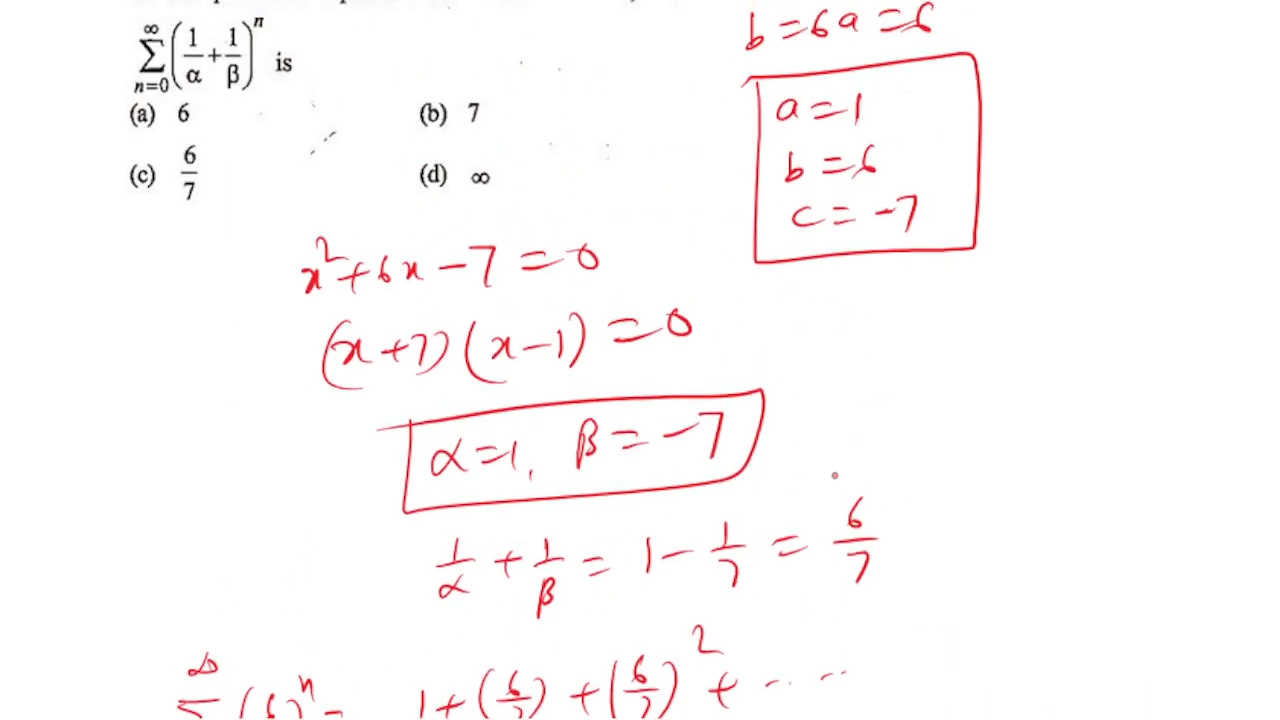 ∞ ∑ n=0 (1/α + 1/β)^n is
(a) 6 (b) 7
(c) 6/7 (d) ∞
b = 6a = 6
a = 1
b = 6
c = -7
x² + 6x - 7 = 0
(x + 7) (x - 1) = 0
α = 1, β = -7
1/α + 1/β = 1 - 1/7 = 6/7
1 + (6/7) + (6/7)² + .....